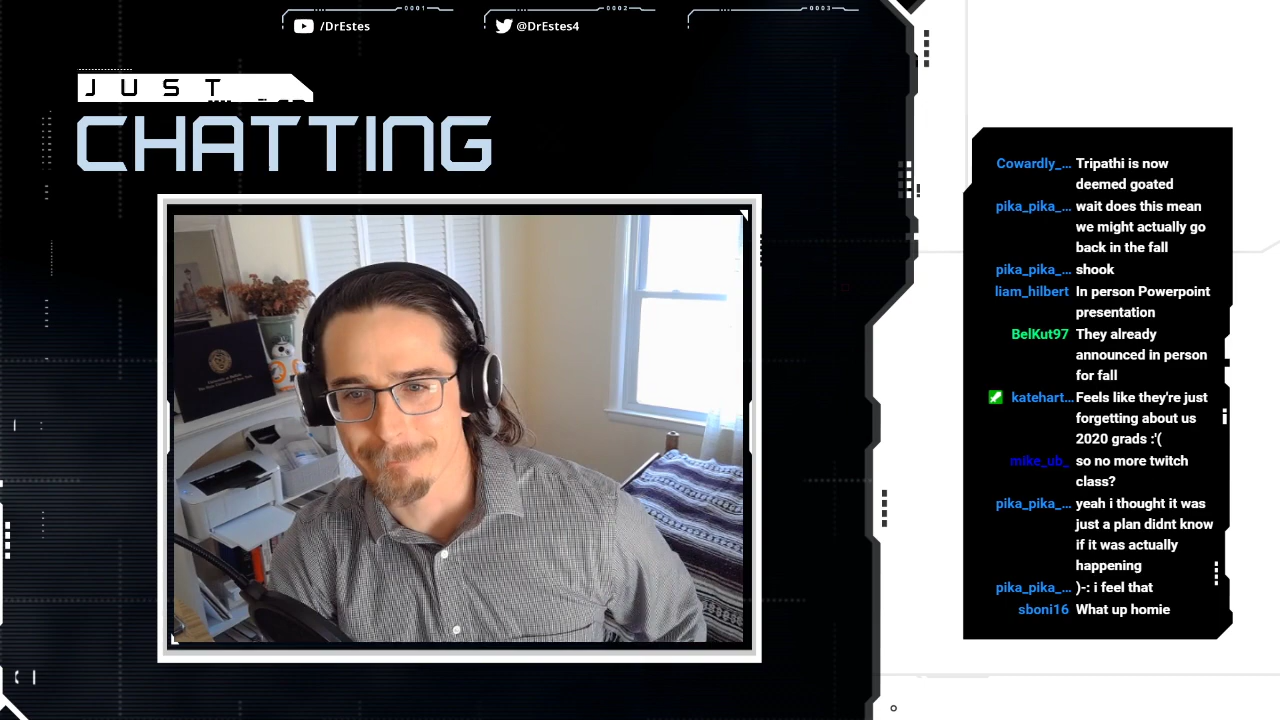 0001
0002
0003
/DrEstes
@DrEstes4
JUST
CHATTING
Cowardly_... Tripathi is now
deemed goated
pika_pika_... wait does this mean
we might actually go
back in the fall
pika_pika_... shook
liam_hilbert In person Powerpoint
presentation
BelKut97 They already
announced in person
for fall
katehart... Feels like they're just
forgetting about us
2020 grads :'(
mike_ub_ so no more twitch
class?
pika_pika_... yeah i thought it was
just a plan didnt know
if it was actually
happening
pika_pika_... )-: i feel that
sboni16 What up homie